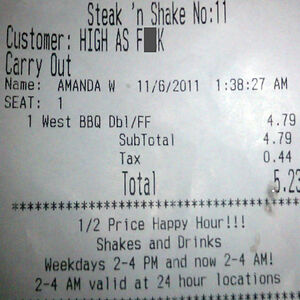 Steak 'n Shake No:11
Customer: HIGH AS F K
Carry Out
Name: AMANDA W 11/6/2011 1:38:27 AM
SEAT: 1
1 West BBQ Dbl/FF 4.79
SubTotal 4.79
Tax 0.44
Total 5.23
********************************
1/2 Price Happy Hour!!!
Shakes and Drinks
Weekdays 2-4 PM and now 2-4 AM!
2-4 AM valid at 24 hour locations
********************************